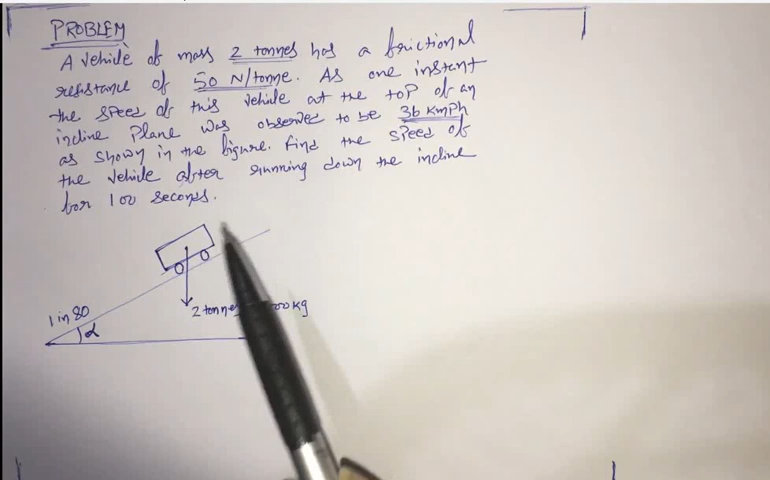 PROBLEM
A Vehicle of mass 2 tonnes has a frictional
resistance of 50 N/tonne. As one instant
the speed of this vehicle at the top of an
incline plane was observed to be 36 kmph
as shown in the figure. Find the speed of
the vehicle after running down the incline
for 100 seconds.
1 in 80
α
2 tonnes
kg